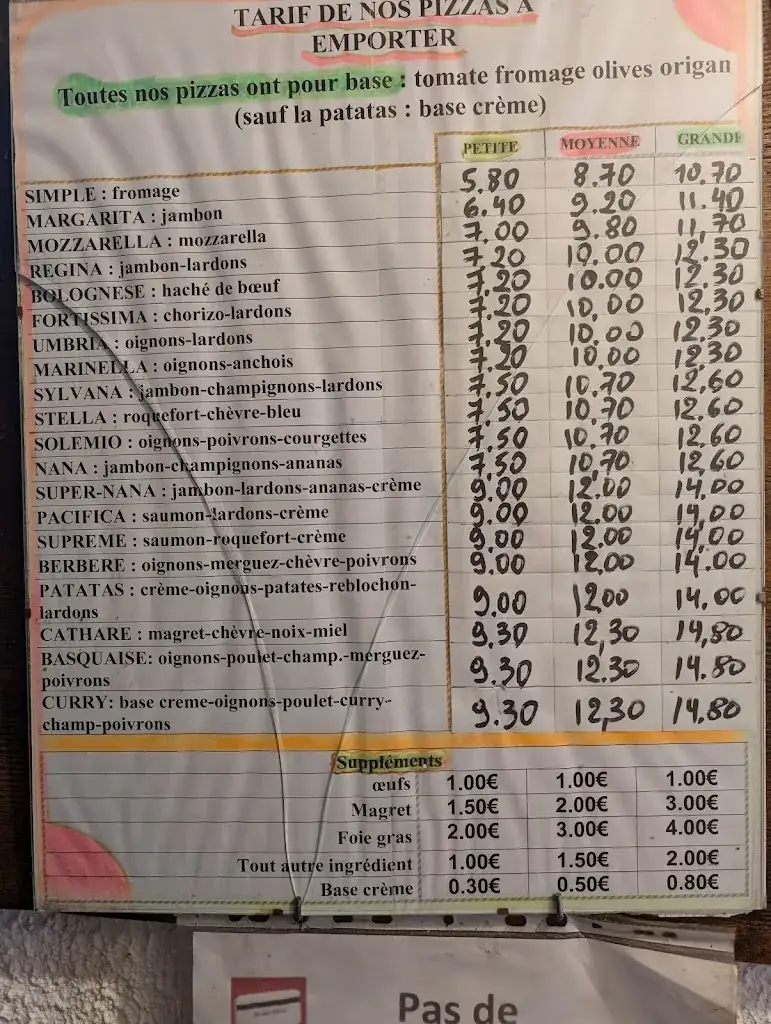 TARIF DE NOS PIZZAS A
EMPORTER
Toutes nos pizzas ont pour base : tomate fromage olives origan
(sauf la patatas : base crème)
PETITE MOYENNE GRANDE
SIMPLE : fromage 5.80 8.70 10.70
MARGARITA : jambon 6.40 9.20 11.40
MOZZARELLA : mozzarella 7.00 9.80 11,70
REGINA : jambon-lardons 7.20 10.00 12.30
BOLOGNESE : haché de bœuf 7,20 10.00 12.30
FORTISSIMA : chorizo-lardons 7,20 10,00 12,30
UMBRIA : oignons-lardons 7,20 10.00 12.30
MARINELLA : oignons-anchois 7.20 10.00 12.30
SYLVANA : jambon-champignons-lardons 7.50 10.70 12,60
STELLA : roquefort-chèvre-bleu 7,50 10.70 12.60
SOLEMIO : oignons-poivrons-courgettes 7.50 10.70 12.60
NANA : jambon-champignons-ananas 7.50 10.70 12,60
SUPER-NANA : jambon-lardons-ananas-crème 9.00 12.00 14.00
PACIFICA : saumon-lardons-crème 9.00 12.00 14,00
SUPREME : saumon-roquefort-crème 9.00 12.00 14.00
BERBERE : oignons-merguez-chèvre-poivrons 9.00 12.00 14.00
PATATAS : crème-oignons-patates-reblochon-
lardons 9.00 1200 14.00
CATHARE : magret-chèvre-noix-miel 9.30 12,30 14,80
BASQUAISE: oignons-poulet-champ.-merguez-
poivrons 9.30 12.30 14.80
CURRY: base creme-oignons-poulet-curry-
champ-poivrons 9.30 12,30 14.80
Suppléments
œufs 1.00€ 1.00€ 1.00€
Magret 1.50€ 2.00€ 3.00€
Foie gras 2.00€ 3.00€ 4.00€
Tout autre ingrédient 1.00€ 1.50€ 2.00€
Base crème 0.30€ 0.50€ 0.80€
Pas de